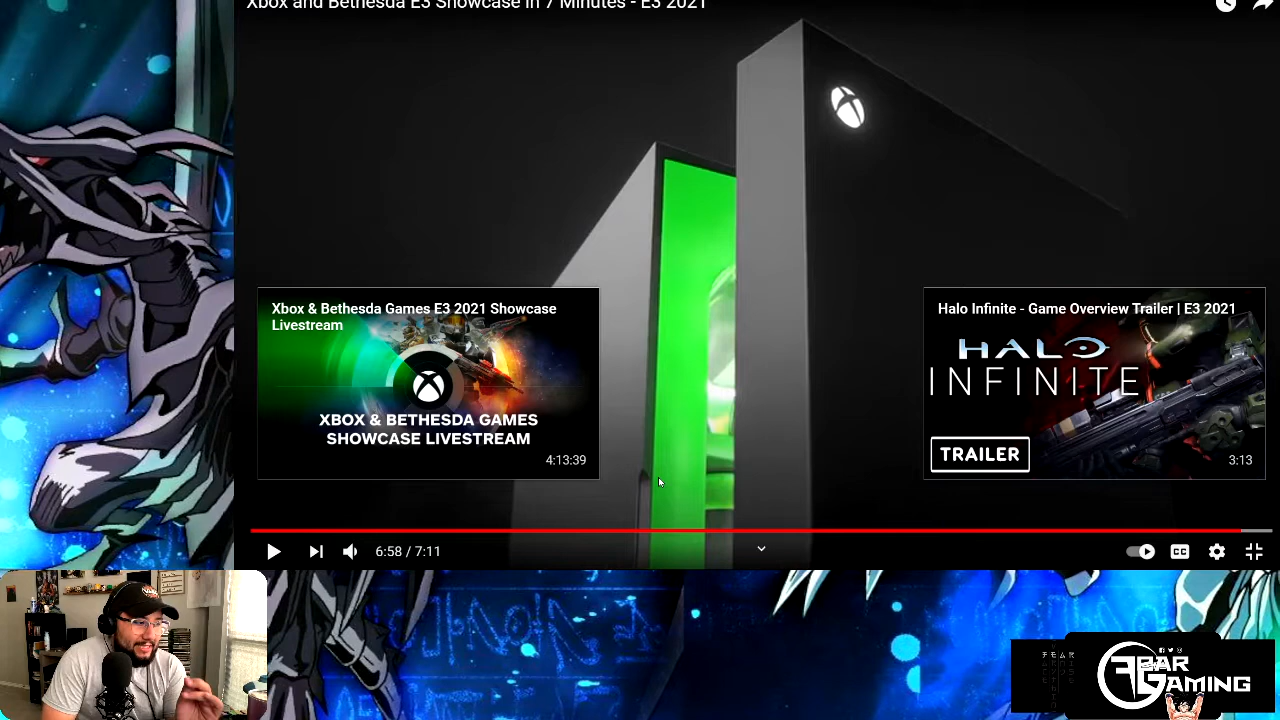 Xbox and Bethesda E3 Showcase in 7 Minutes - E3 2021
Xbox & Bethesda Games E3 2021 Showcase
Livestream
XBOX & BETHESDA GAMES
SHOWCASE LIVESTREAM
4:13:39
Halo Infinite - Game Overview Trailer | E3 2021
HALO
INFINITE
TRAILER
3:13
6:58 / 7:11
CC
FEAR
GAMING